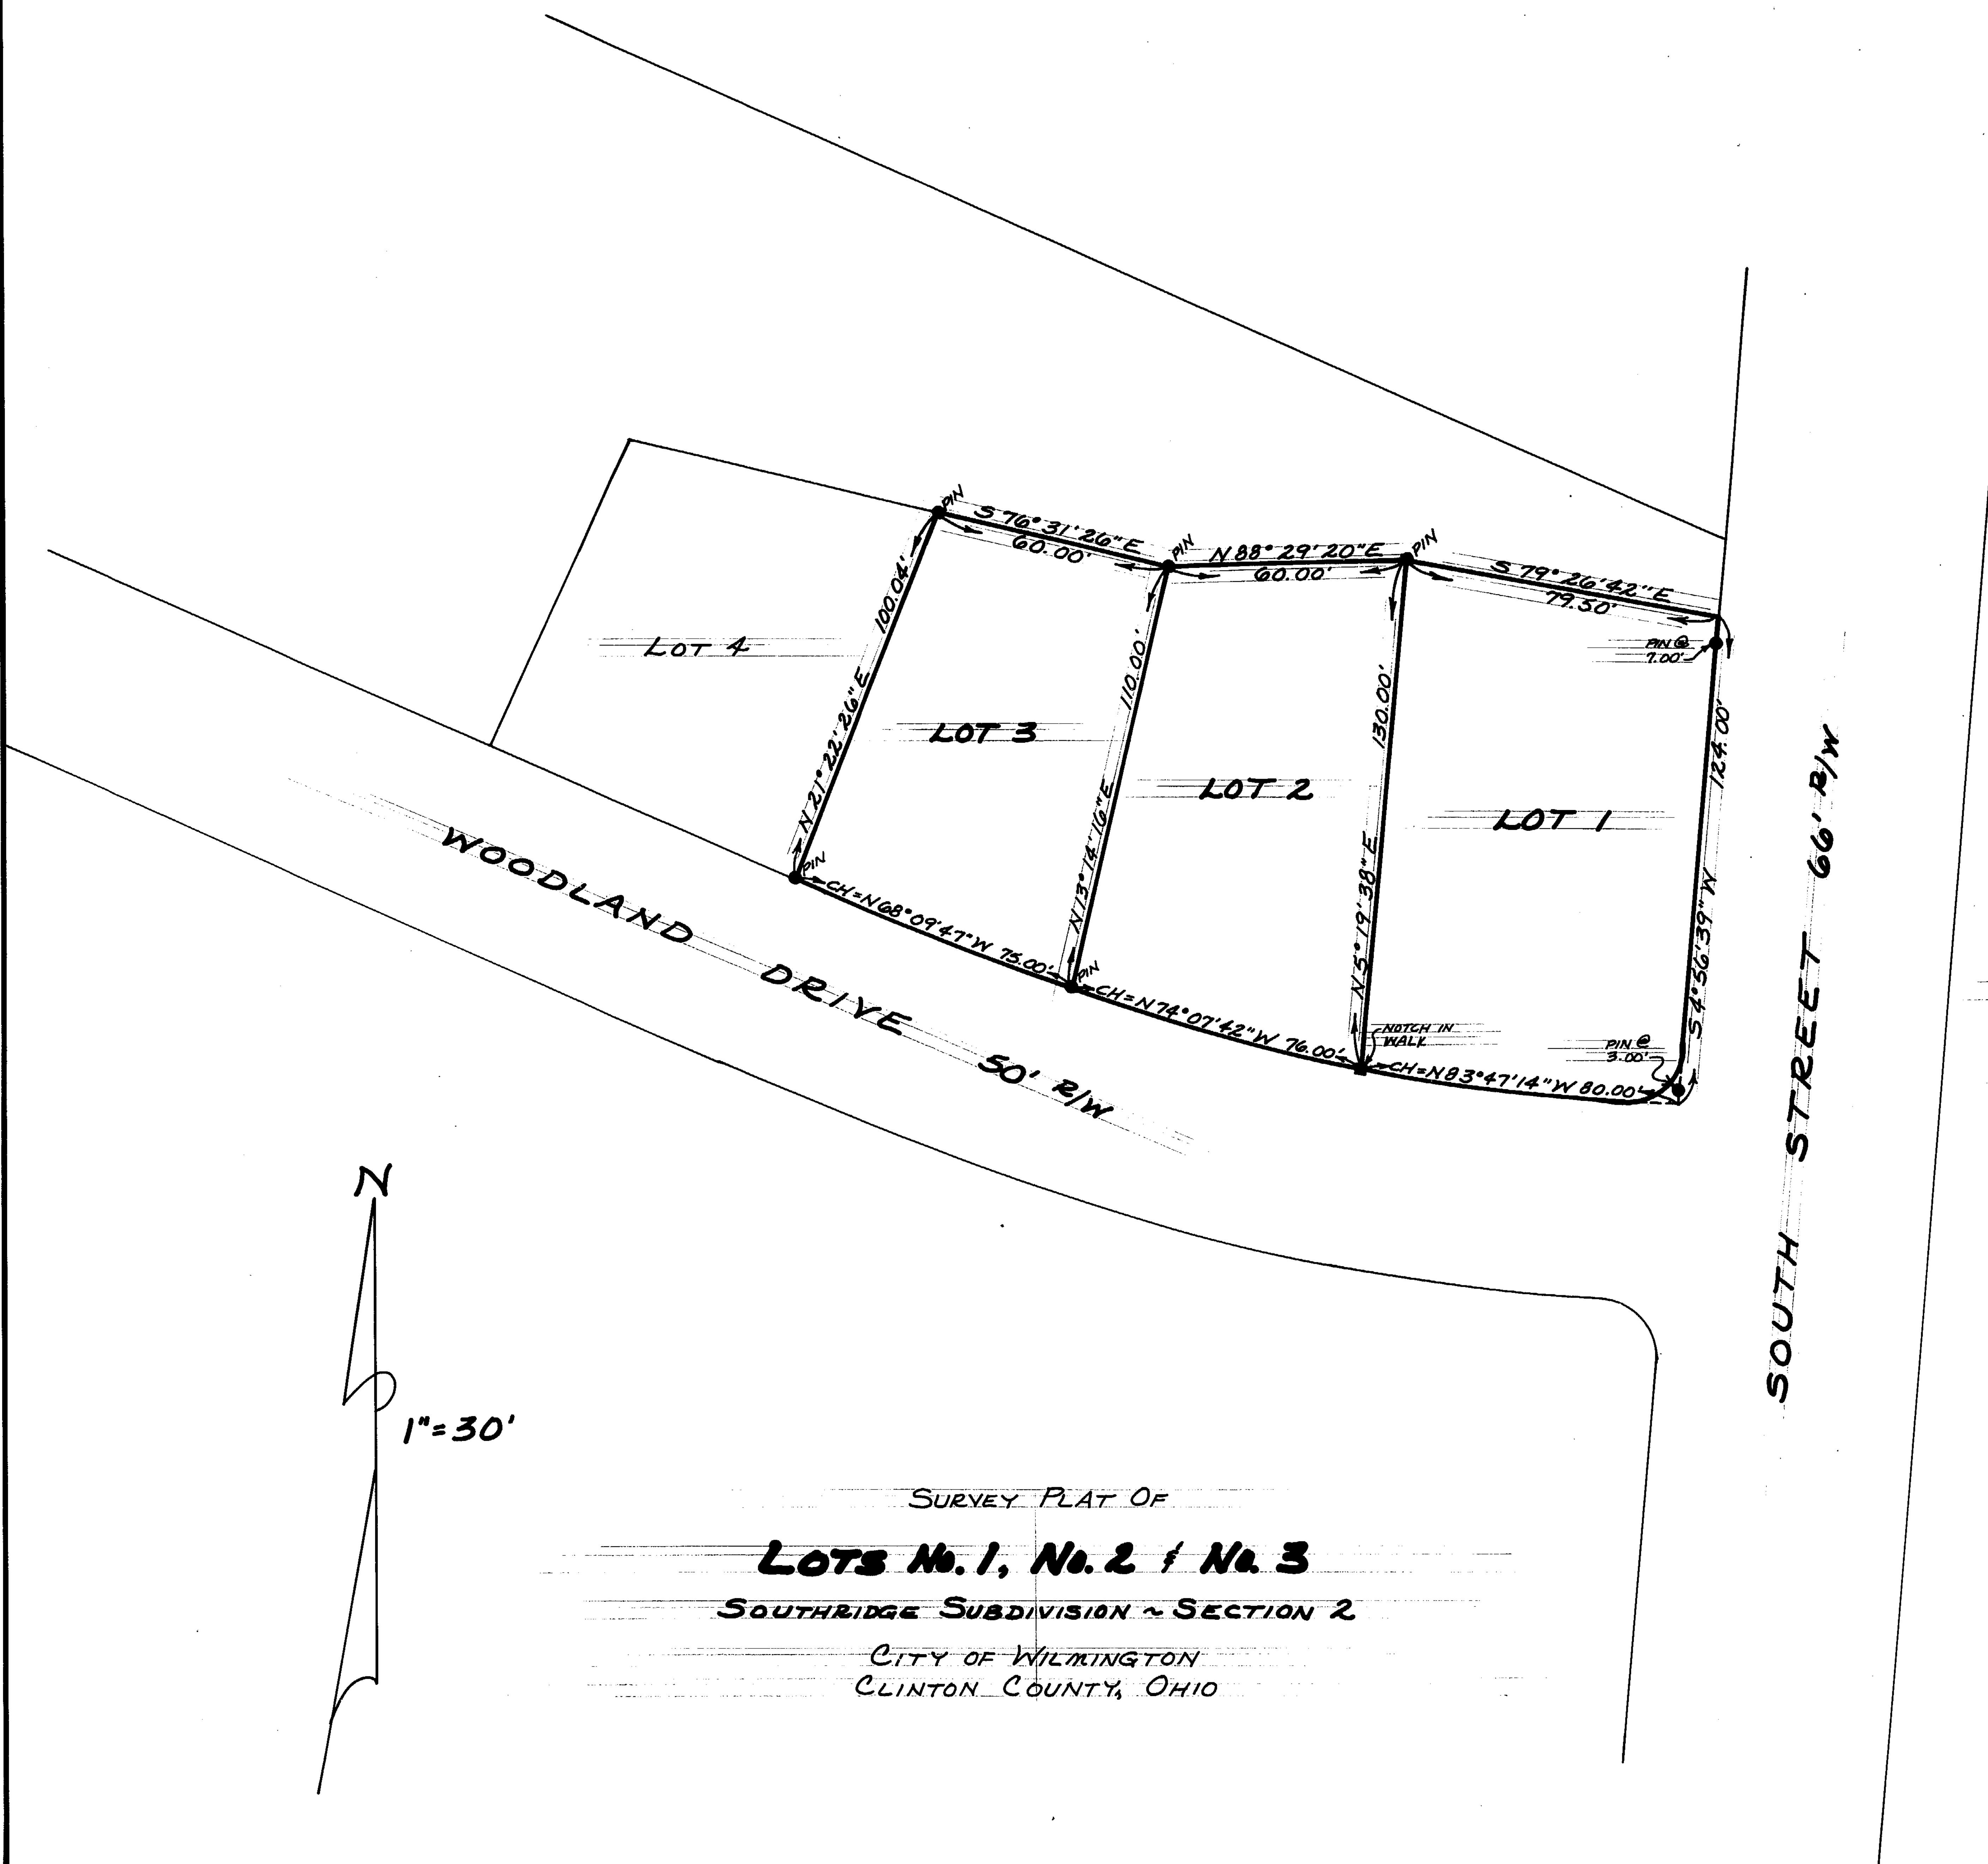 PIN
S 76° 31' 26" E
60.00'
PIN
N 88° 29' 20" E
60.00'
PIN
S 79° 26' 42" E
79.50'
PIN @
7.00'
LOT 4
100.04'
N 21° 22' 26" E
LOT 3
110.00'
N 13° 14' 16" E
LOT 2
130.00'
N 5° 19' 38" E
LOT 1
124.00'
S 4° 56' 39" W
PIN
CH=N 68° 09' 47" W 75.00'
PIN
CH=N 74° 07' 42" W 76.00'
NOTCH IN
WALK
CH=N 83° 47' 14" W 80.00'
PIN @
3.00'
WOODLAND DRIVE 50' R/W
SOUTH STREET 66' R/W
N
1"=30'
SURVEY PLAT OF
LOTS No. 1, No. 2 & No. 3
SOUTHRIDGE SUBDIVISION ~ SECTION 2
CITY OF WILMINGTON
CLINTON COUNTY, OHIO